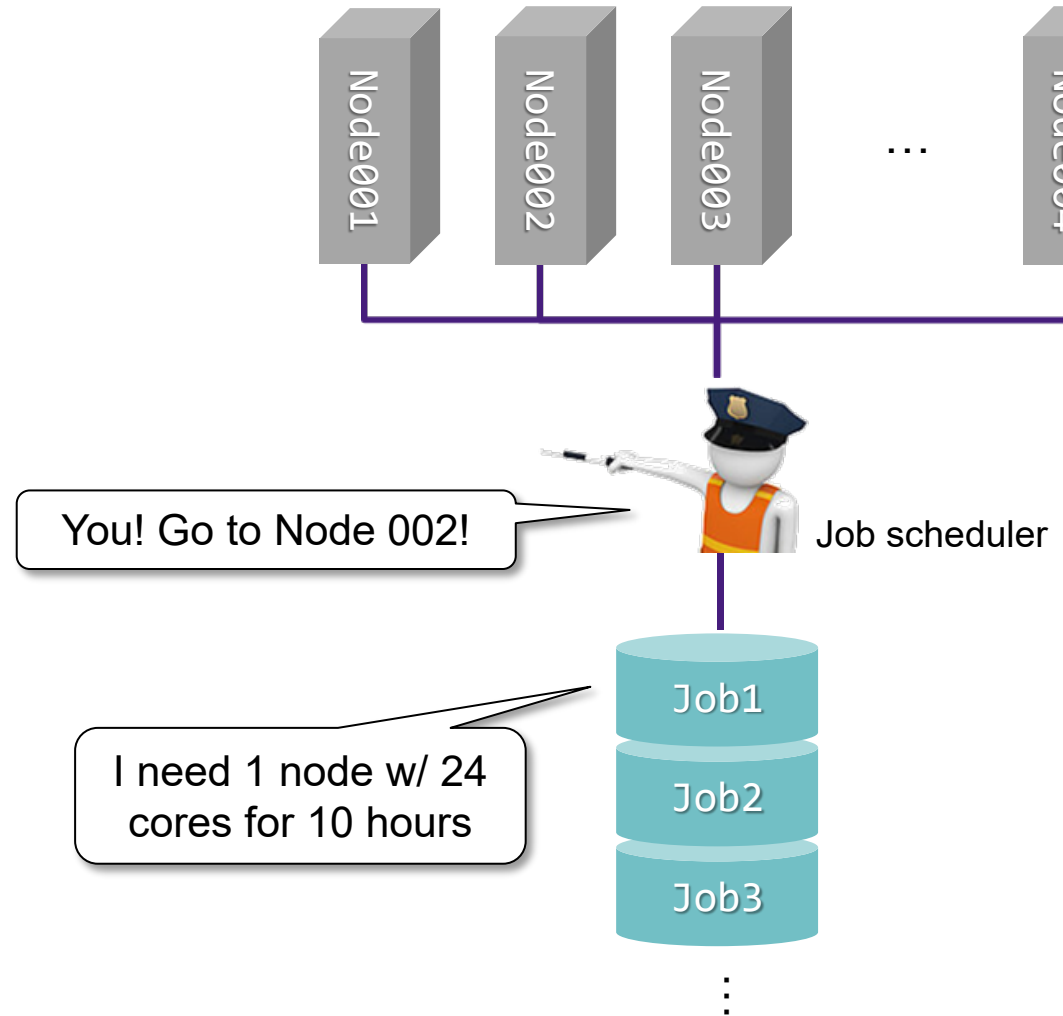 Node001
Node002
Node003
...
You! Go to Node 002!
Job scheduler
Job1
I need 1 node w/ 24
cores for 10 hours
Job2
Job3
...